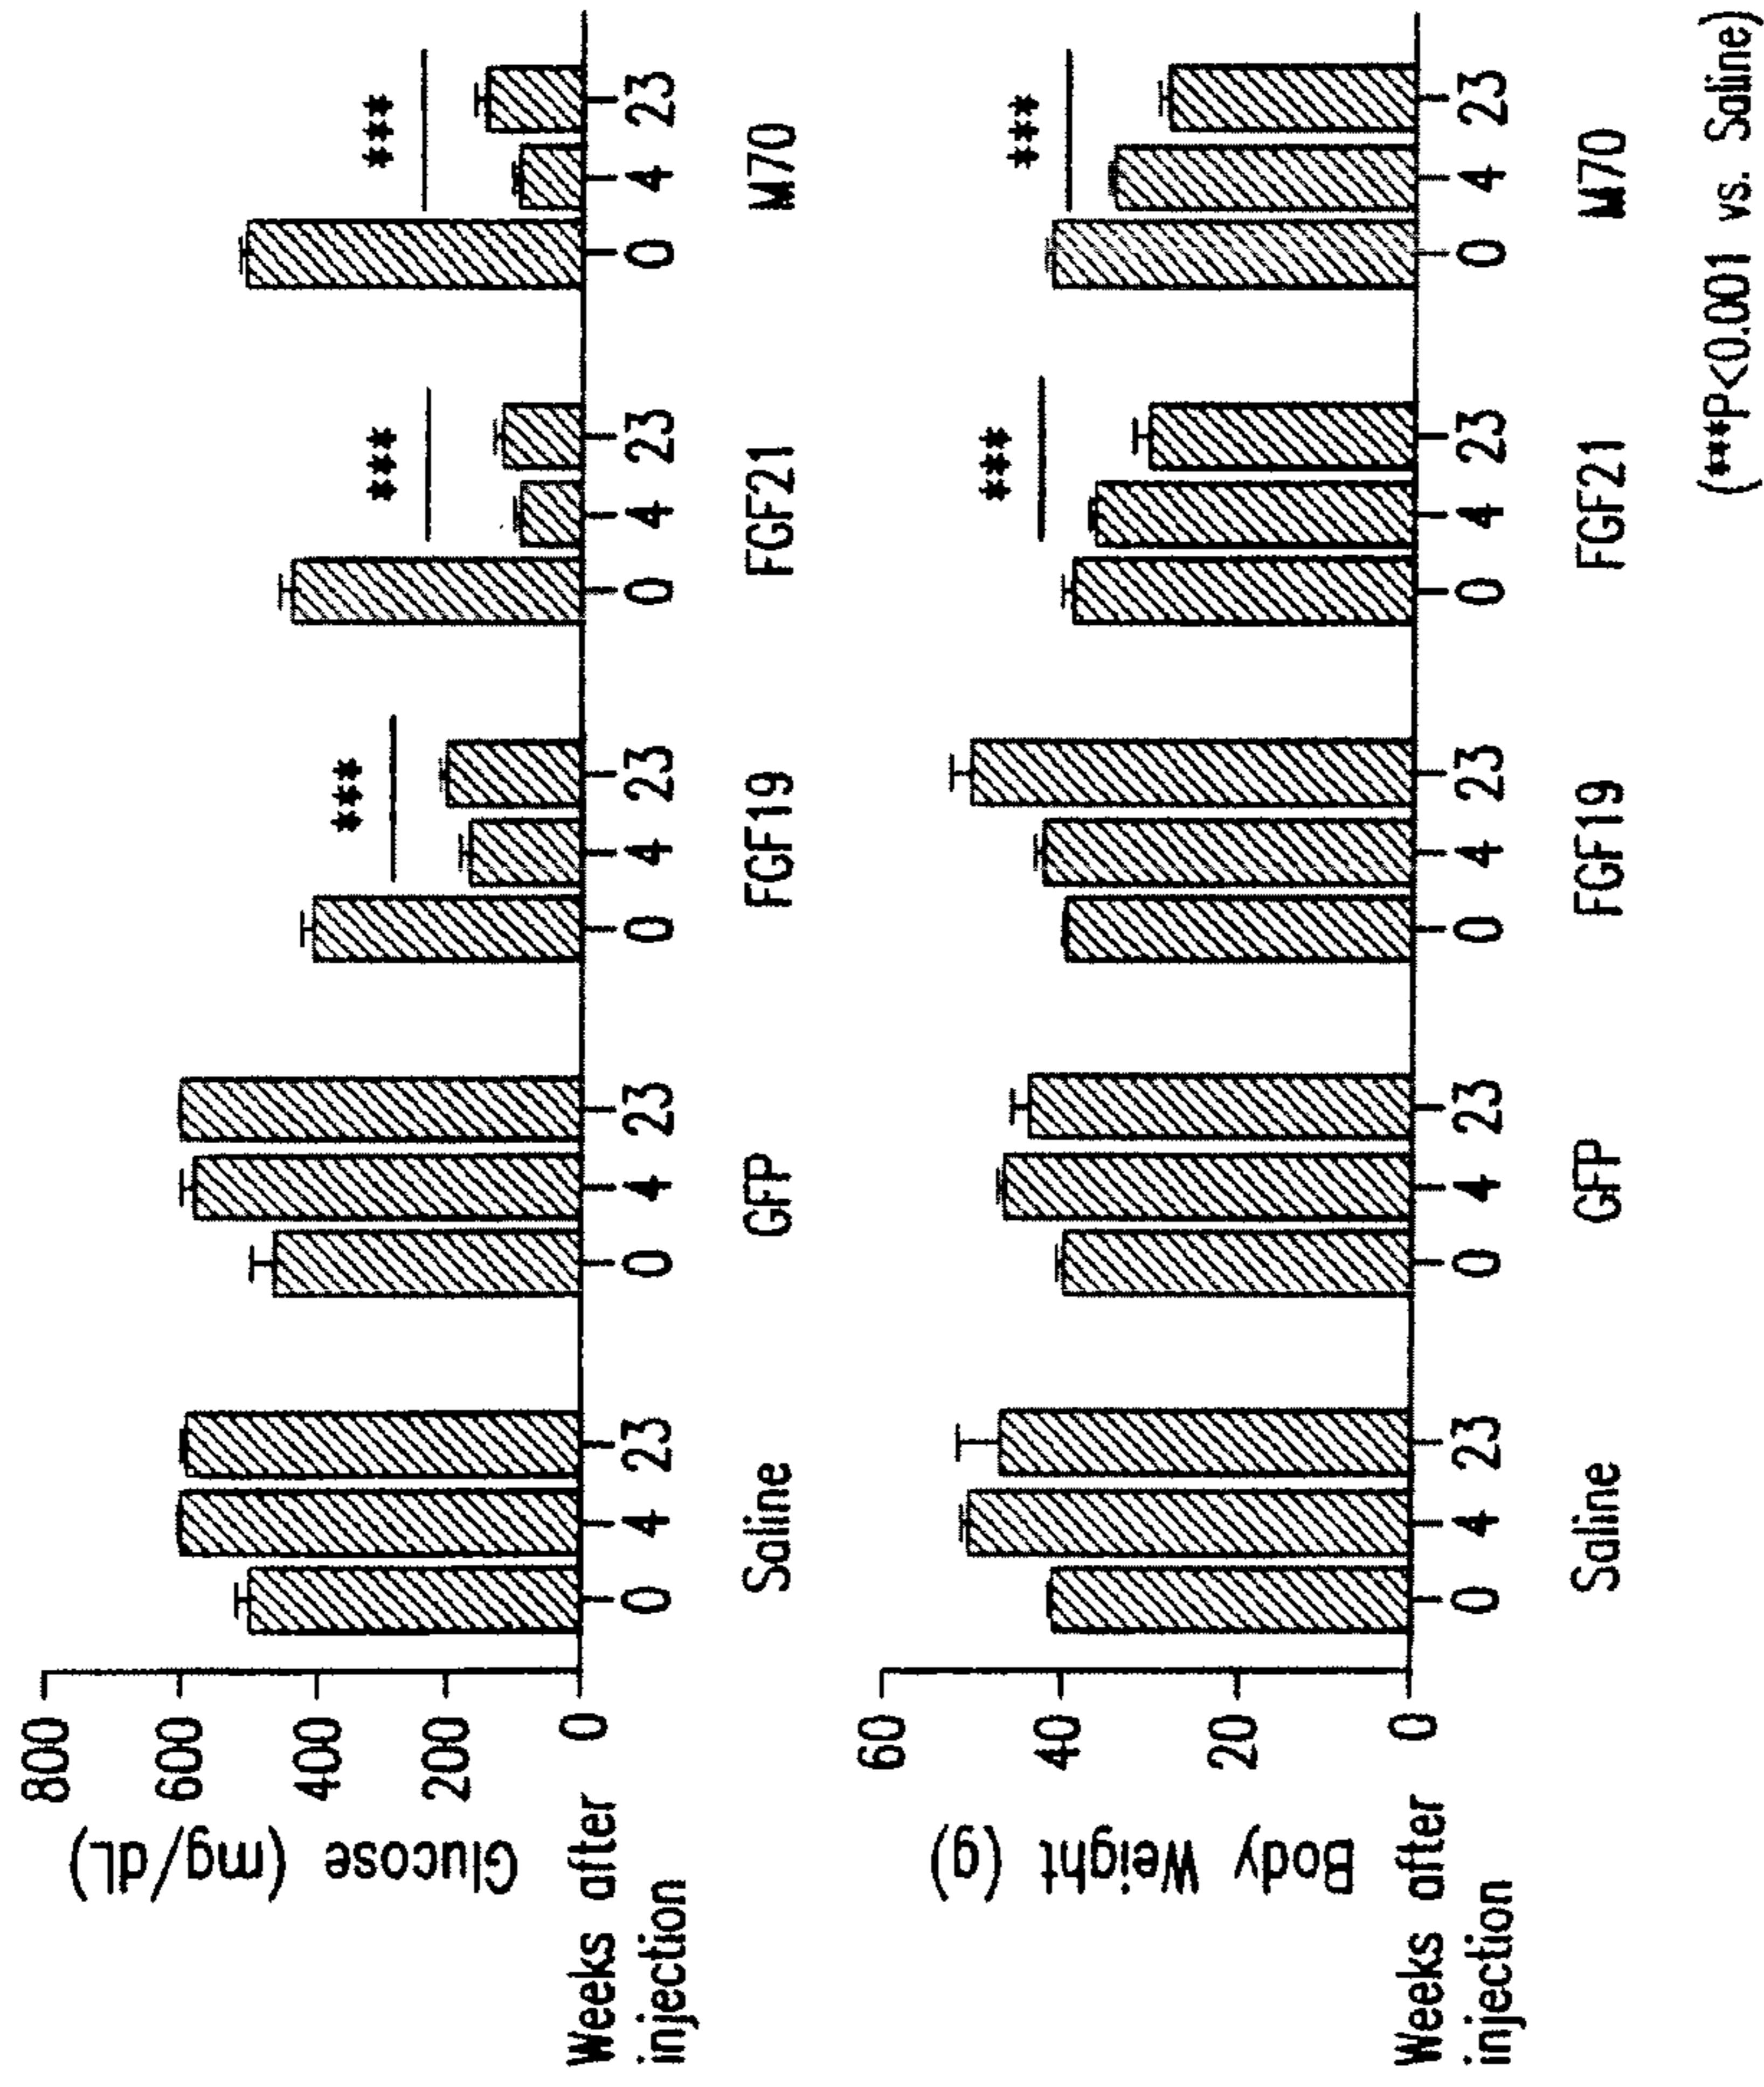 Glucose (mg/dL)
800
600
400
200
0
Weeks after
injection
0 4 23 0 4 23 0 4 23 0 4 23 0 4 23
*** *** ***
Saline GFP FGF19 FGF21 M70
Body Weight (g)
60
40
20
0
Weeks after
injection
0 4 23 0 4 23 0 4 23 0 4 23 0 4 23
*** ***
Saline GFP FGF19 FGF21 M70
(***P<0.001 vs. Saline)